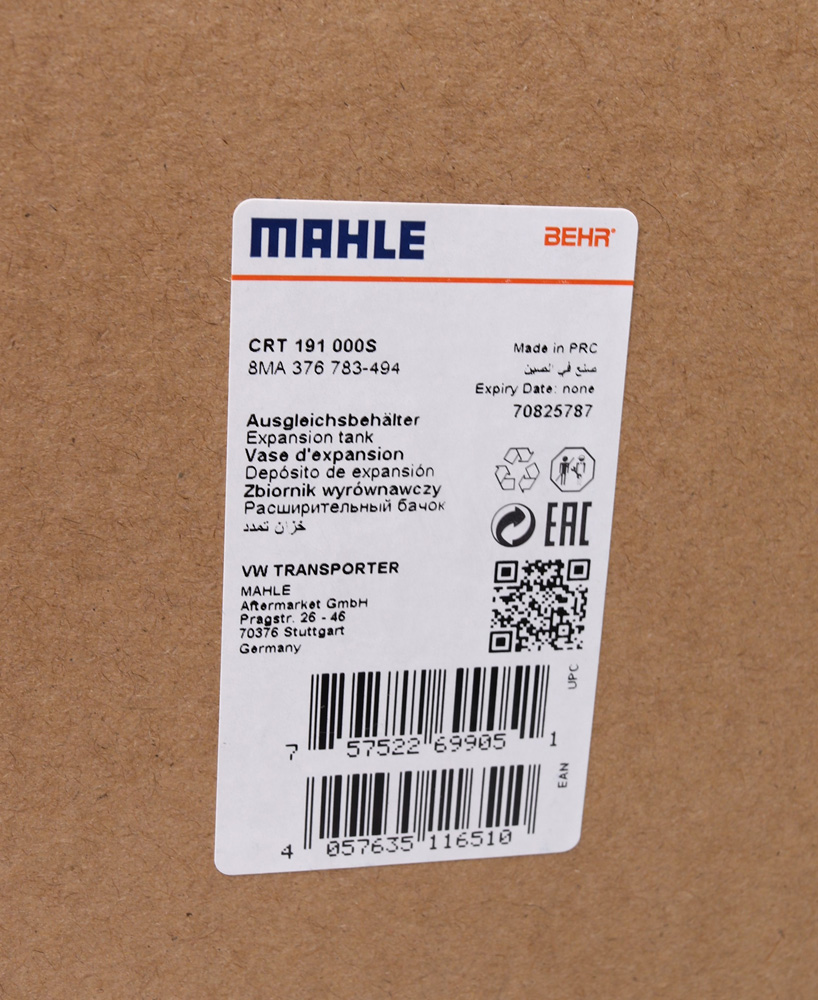 MAHLE
BEHR®
CRT 191 000S
8MA 376 783-494
Made in PRC
صنع في الصين
Expiry Date: none
70825787
Ausgleichsbehälter
Expansion tank
Vase d'expansion
Depósito de expansión
Zbiornik wyrównawczy
Расширительный бачок
خزان تمدد
EAC
VW TRANSPORTER
MAHLE
Aftermarket GmbH
Pragstr. 26 - 46
70376 Stuttgart
Germany
UPC
7 57522 69905 1
EAN
4 057635 116510